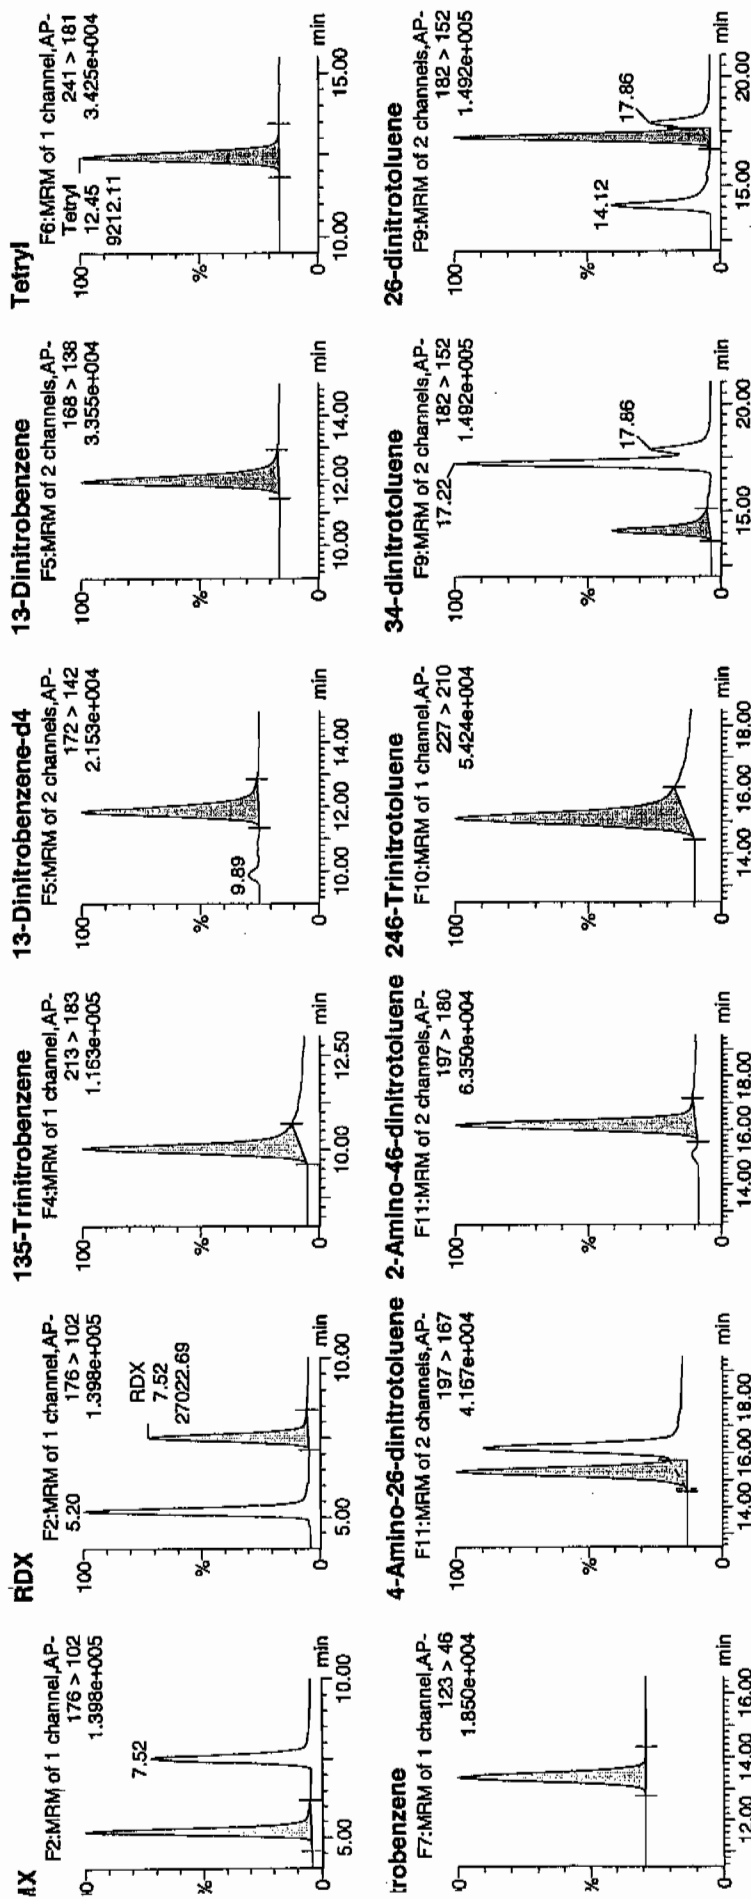 ΛX
F2:MRM of 1 channel,AP-
176 > 102
1.398e+005
7.52
%
5.00
10.00
min
RDX
F2:MRM of 1 channel,AP-
5.20
176 > 102
1.398e+005
RDX
7.52
27022.69
100
%
0
5.00
10.00
min
135-Trinitrobenzene
F4:MRM of 1 channel,AP-
213 > 183
1.163e+005
100
%
0
10.00
12.50
min
13-Dinitrobenzene-d4
F5:MRM of 2 channels,AP-
172 > 142
2.153e+004
100
%
9.89
0
10.00
12.00
14.00
min
13-Dinitrobenzene
F5:MRM of 2 channels,AP-
168 > 138
3.355e+004
100
%
0
10.00
12.00
14.00
min
Tetryl
F6:MRM of 1 channel,AP-
241 > 181
3.425e+004
Tetryl
12.45
9212.11
100
%
0
10.00
15.00
min
trobenzene
F7:MRM of 1 channel,AP-
123 > 46
1.850e+004
%
0
12.00
14.00
16.00
min
4-Amino-26-dinitrotoluene
F11:MRM of 2 channels,AP-
197 > 167
4.167e+004
100
%
0
14.00
16.00
18.00
min
2-Amino-46-dinitrotoluene
F11:MRM of 2 channels,AP-
197 > 180
6.350e+004
100
%
0
14.00
16.00
18.00
min
246-Trinitrotoluene
F10:MRM of 1 channel,AP-
227 > 210
5.424e+004
100
%
0
14.00
16.00
18.00
min
34-dinitrotoluene
F9:MRM of 2 channels,AP-
17.22
182 > 152
1.492e+005
17.86
100
%
0
15.00
20.00
min
26-dinitrotoluene
F9:MRM of 2 channels,AP-
182 > 152
1.492e+005
17.86
14.12
100
%
0
15.00
20.00
min